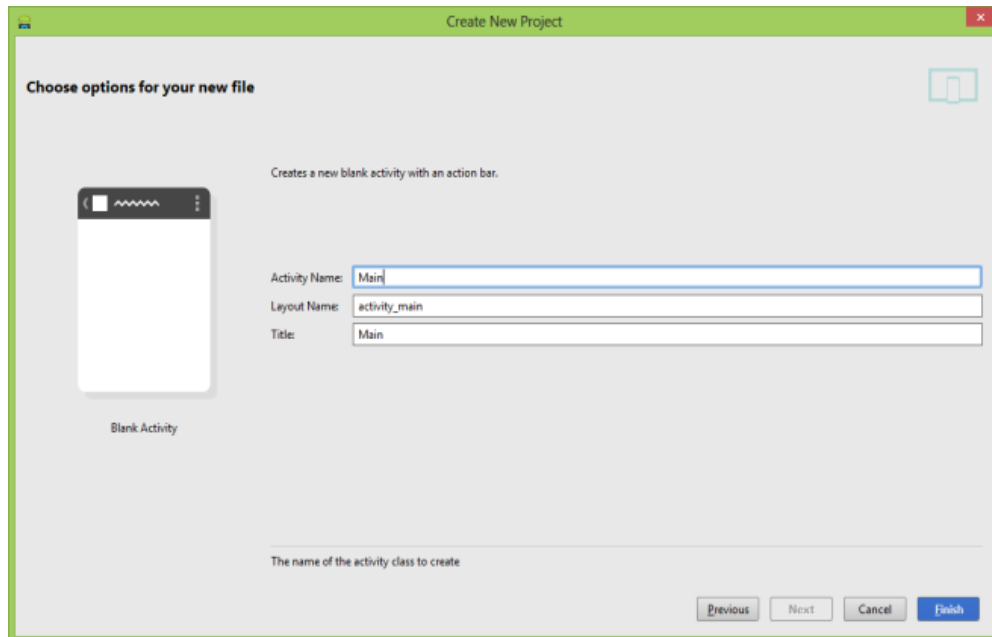 Create New Project
Choose options for your new file
Creates a new blank activity with an action bar.
Activity Name: Main
Layout Name: activity_main
Title: Main
Blank Activity
The name of the activity class to create
Previous Next Cancel Finish